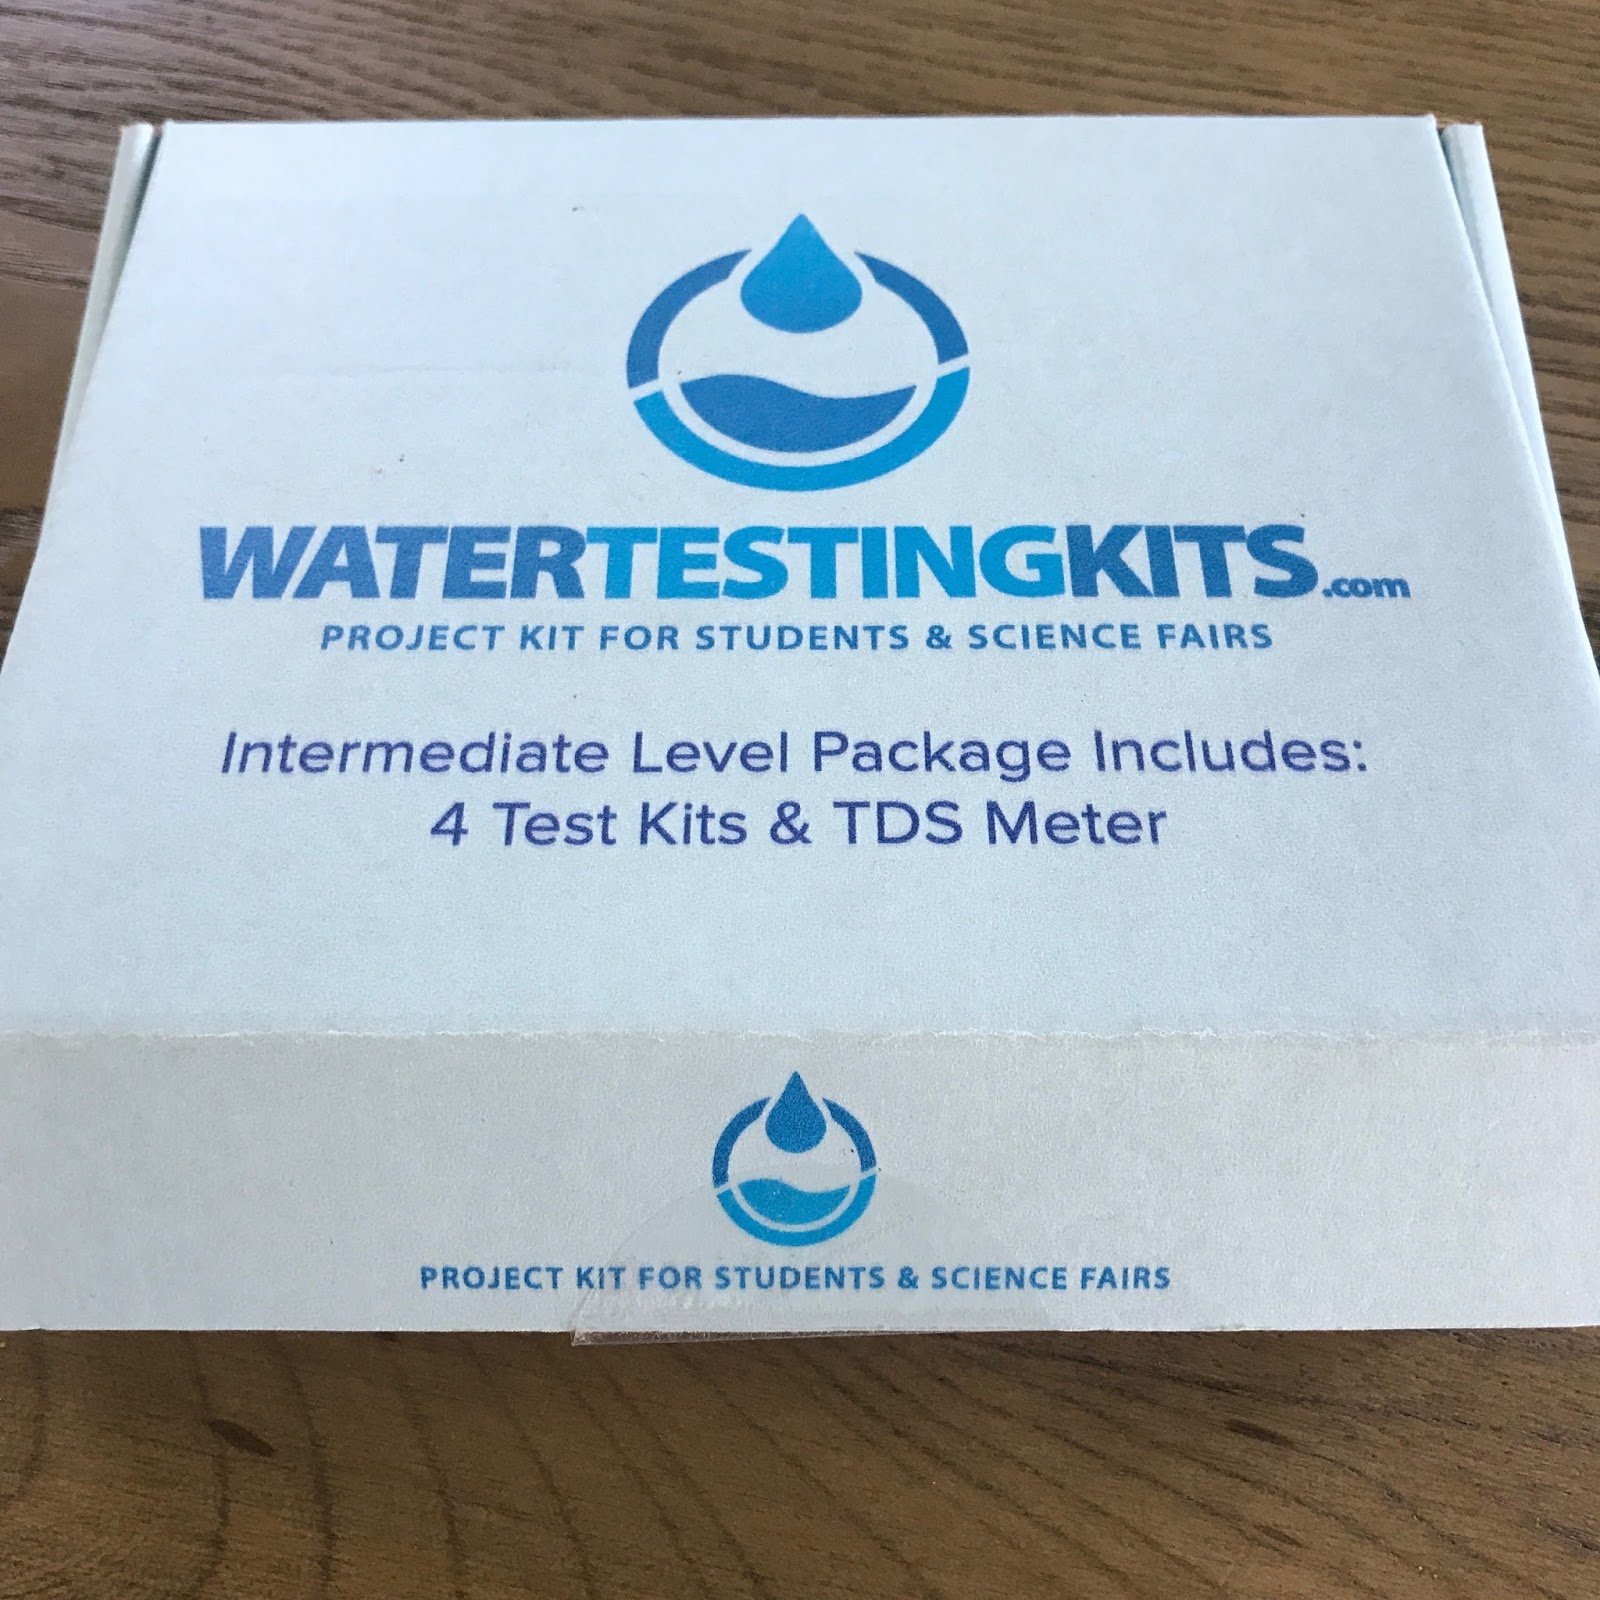 WATERTESTINGKITS.com
PROJECT KIT FOR STUDENTS & SCIENCE FAIRS
Intermediate Level Package Includes:
4 Test Kits & TDS Meter
PROJECT KIT FOR STUDENTS & SCIENCE FAIRS